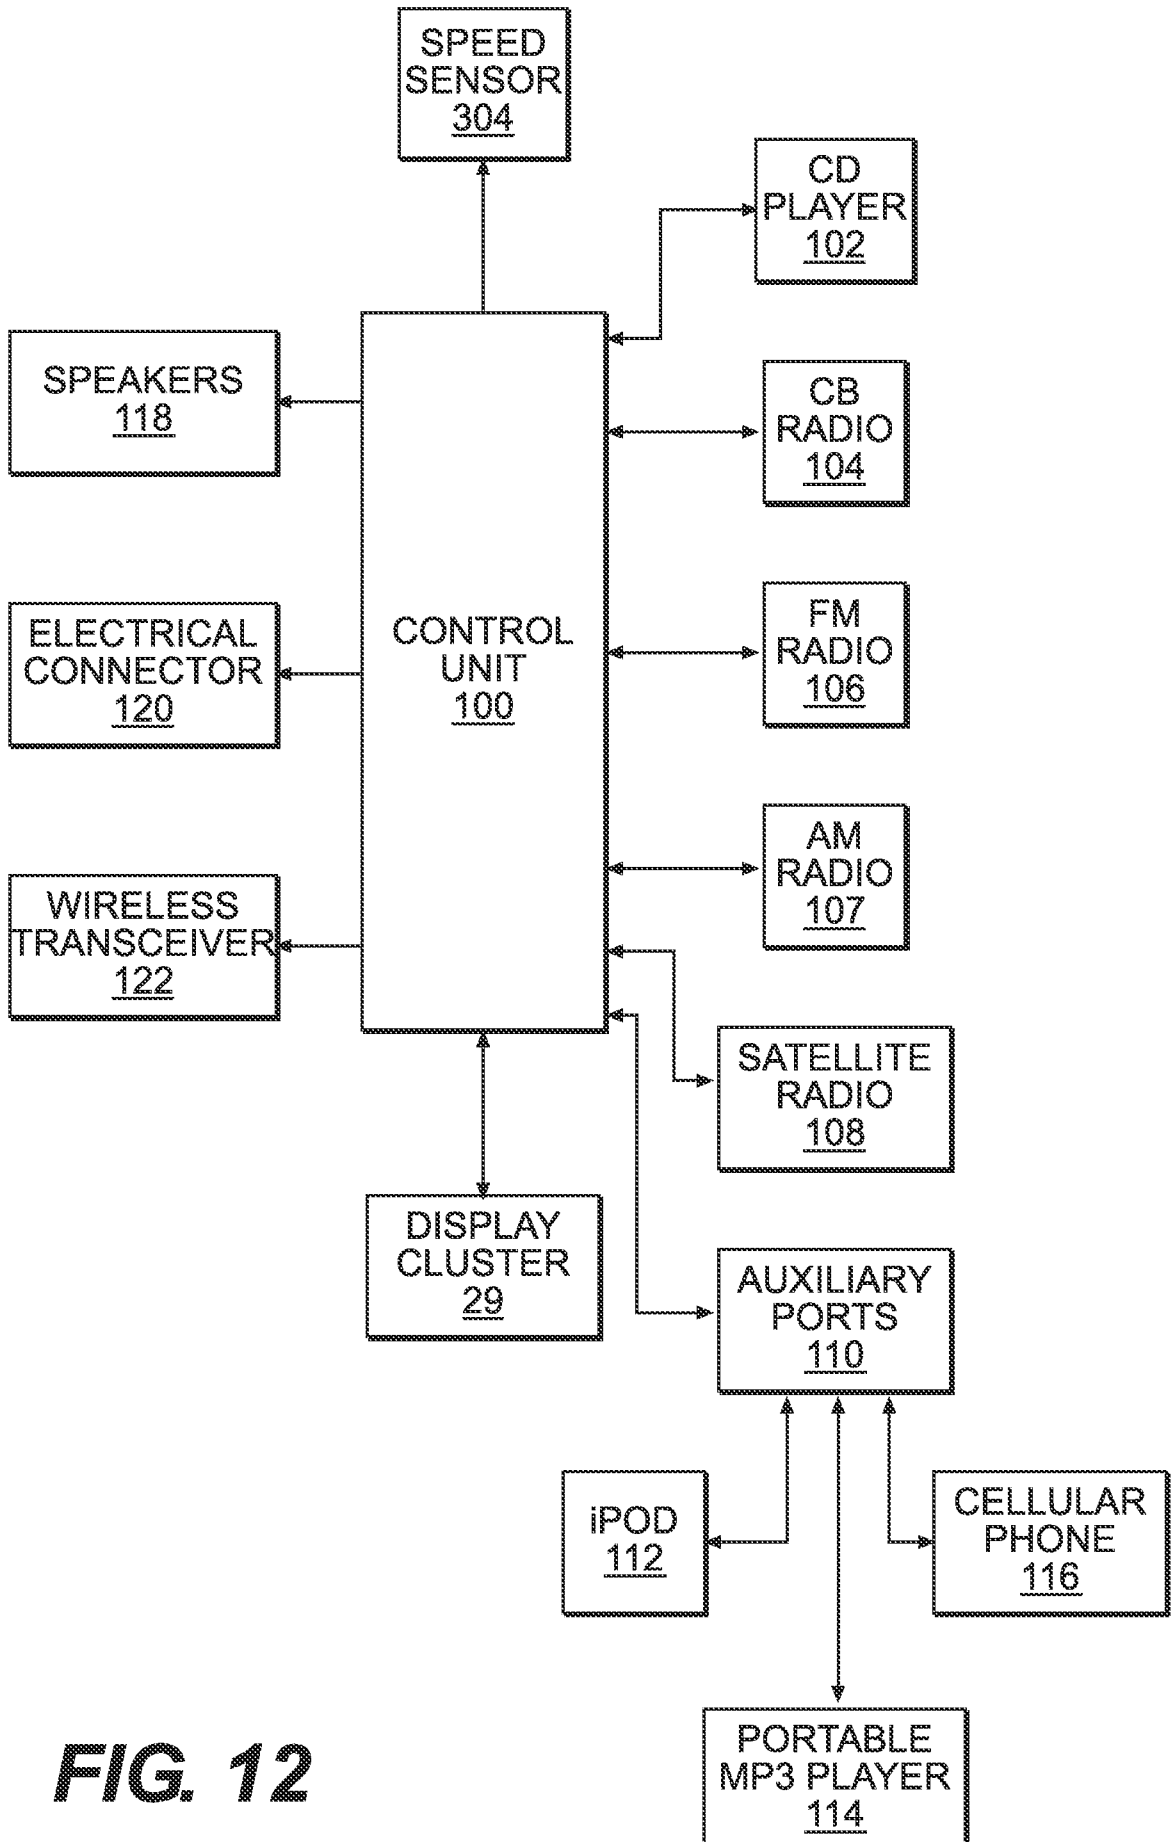 SPEED
SENSOR
304
CD
PLAYER
102
SPEAKERS
118
CB
RADIO
104
ELECTRICAL
CONNECTOR
120
CONTROL
UNIT
100
FM
RADIO
106
AM
RADIO
107
WIRELESS
TRANSCEIVER
122
SATELLITE
RADIO
108
DISPLAY
CLUSTER
29
AUXILIARY
PORTS
110
iPOD
112
CELLULAR
PHONE
116
PORTABLE
MP3 PLAYER
114
FIG. 12